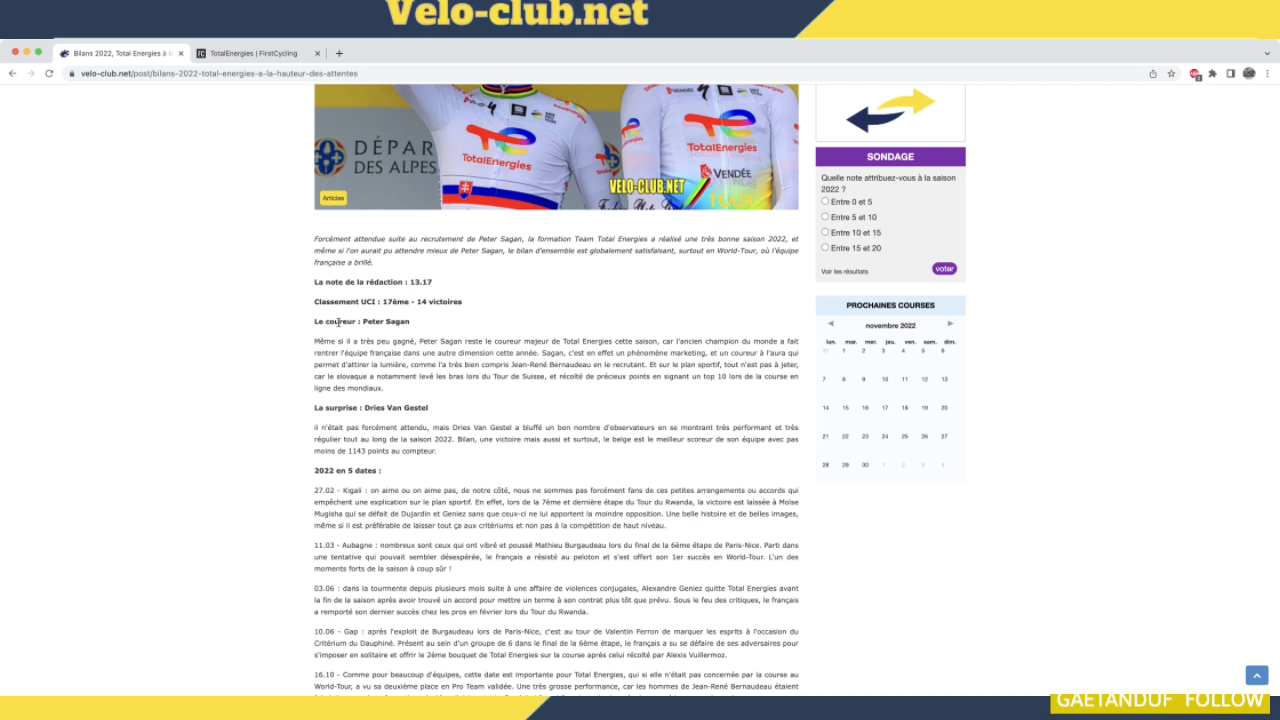 Velo-club.net
Bilans 2022, Total Energies à l
TotalEnergies | FirstCycling
velo-club.net/post/bilans-2022-total-energies-a-la-hauteur-des-attentes
DÉPAR
DES ALPES
TotalEnergies
TotalEnergies
VENDÉE
VELO-CLUB.NET
Articles
Forcément attendue suite au recrutement de Peter Sagan, la formation Team Total Energies a réalisé une très bonne saison 2022, et
même si l'on aurait pu attendre mieux de Peter Sagan, le bilan d'ensemble est globalement satisfaisant, surtout en World-Tour, où l'équipe
française a brillé.
La note de la rédaction : 13.17
Classement UCI : 17ème - 14 victoires
Le coureur : Peter Sagan
Même si il a très peu gagné, Peter Sagan reste le coureur majeur de Total Energies cette saison, car l'ancien champion du monde a fait
rentrer l'équipe française dans une autre dimension cette année. Sagan, c'est en effet un phénomène marketing, et un coureur à l'aura qui
permet d'attirer la lumière, comme l'a très bien compris Jean-René Bernaudeau en le recrutant. Et sur le plan sportif, tout n'est pas à jeter,
car le slovaque a notamment levé les bras lors du Tour de Suisse, et récolté de précieux points en signant un top 10 lors de la course en
ligne des mondiaux.
La surprise : Dries Van Gestel
il n'était pas forcément attendu, mais Dries Van Gestel a bluffé un bon nombre d'observateurs en se montrant très performant et très
régulier tout au long de la saison 2022. Bilan, une victoire mais aussi et surtout, le belge est le meilleur scoreur de son équipe avec pas
moins de 1143 points au compteur.
2022 en 5 dates :
27.02 - Kigali : on aime ou on aime pas, de notre côté, nous ne sommes pas forcément fans de ces petites arrangements ou accords qui
empêchent une explication sur le plan sportif. En effet, lors de la 7ème et dernière étape du Tour du Rwanda, la victoire est laissée à Moïse
Mugisha qui se défait de Dujardin et Geniez sans que ceux-ci ne lui apportent la moindre opposition. Une belle histoire et de belles images,
même si il est préférable de laisser tout ça aux critériums et non pas à la compétition de haut niveau.
11.03 - Aubagne : nombreux sont ceux qui ont vibré et poussé Mathieu Burgaudeau lors du final de la 6ème étape de Paris-Nice. Parti dans
une tentative qui pouvait sembler désespérée, le français a résisté au peloton et s'est offert son 1er succès en World-Tour. L'un des
moments forts de la saison à coup sûr !
03.06 : dans la tourmente depuis plusieurs mois suite à une affaire de violences conjugales, Alexandre Geniez quitte Total Energies avant
la fin de la saison après avoir trouvé un accord pour mettre un terme à son contrat plus tôt que prévu. Sous le feu des critiques, le français
a remporté son dernier succès chez les pros en février lors du Tour du Rwanda.
10.06 - Gap : après l'exploit de Burgaudeau lors de Paris-Nice, c'est au tour de Valentin Ferron de marquer les esprits à l'occasion du
Critérium du Dauphiné. Présent au sein d'un groupe de 6 dans le final de la 6ème étape, le français a su se défaire de ses adversaires pour
s'imposer en solitaire et offrir le 2ème bouquet de Total Energies sur la course après celui récolté par Alexis Vuillermoz.
16.10 - Comme pour beaucoup d'équipes, cette date est importante pour Total Energies, qui si elle n'était pas concernée par la course au
World-Tour, a vu sa deuxième place en Pro Team validée. Une très grosse performance, car les hommes de Jean-René Bernaudeau étaient
SONDAGE
Quelle note attribuez-vous à la saison
2022 ?
Entre 0 et 5
Entre 5 et 10
Entre 10 et 15
Entre 15 et 20
Voir les résultats voter
PROCHAINES COURSES
novembre 2022
lun. mar. mer. jeu. ven. sam. dim.
31 1 2 3 4 5 6
7 8 9 10 11 12 13
14 15 16 17 18 19 20
21 22 23 24 25 26 27
28 29 30 1 2 3 4
GAETANDUF FOLLOW